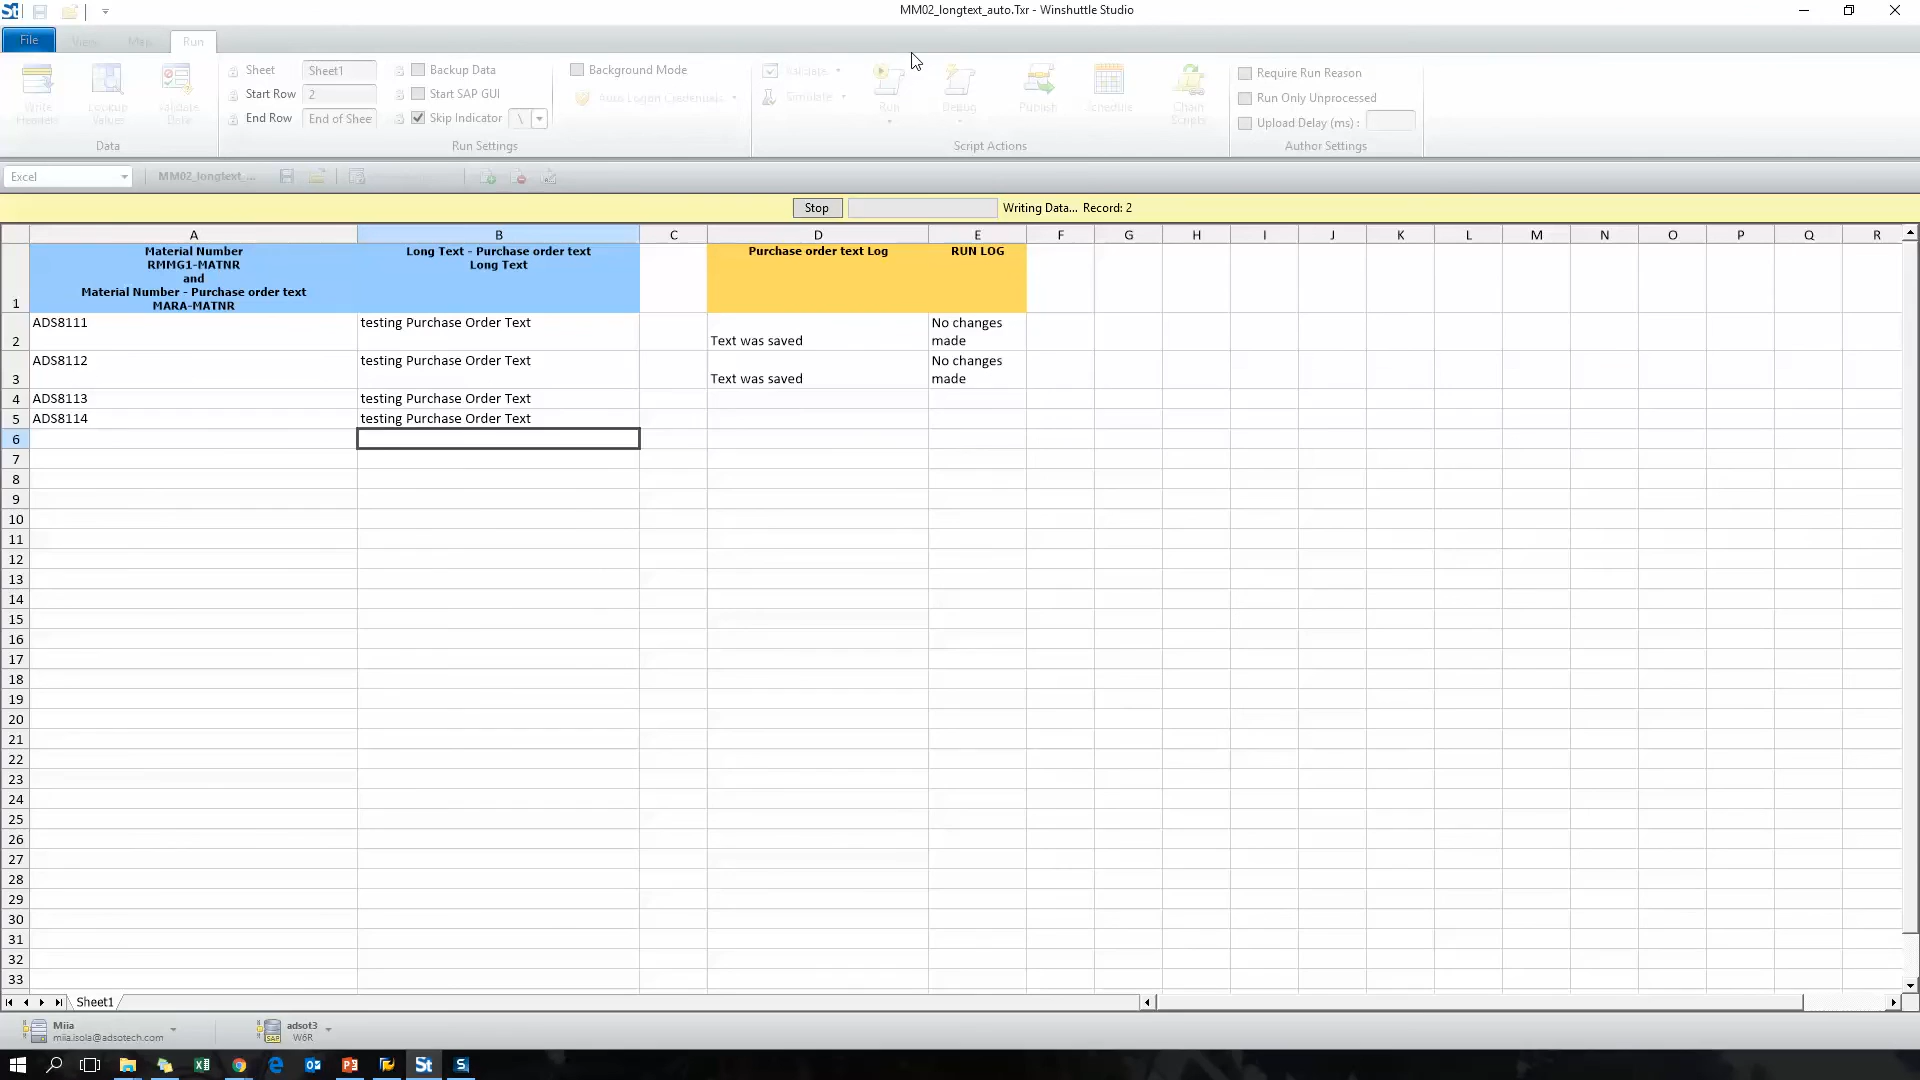 St
MM02_longtext_auto.Txr - Winshuttle Studio
File
View
Map
Run
Write
Headers
Lookup
Values
Validate
Data
Data
Sheet
Sheet1
Start Row
2
End Row
End of Shee
Backup Data
Start SAP GUI
Skip Indicator
\
Run Settings
Background Mode
Auto Logon Credentials
Validate
Simulate
Run
Debug
Publish
Schedule
Chain
Scripts
Script Actions
Require Run Reason
Run Only Unprocessed
Upload Delay (ms) :
Author Settings
Excel
MM02_longtext_...
Stop
Writing Data... Record: 2
A B C D E F G H I J K L M N O P Q R
1
Material Number
RMMG1-MATNR
and
Material Number - Purchase order text
MARA-MATNR
Long Text - Purchase order text
Long Text
Purchase order text Log
RUN LOG
2 ADS8111 testing Purchase Order Text Text was saved No changes
made
3 ADS8112 testing Purchase Order Text Text was saved No changes
made
4 ADS8113 testing Purchase Order Text
5 ADS8114 testing Purchase Order Text
6
7
8
9
10
11
12
13
14
15
16
17
18
19
20
21
22
23
24
25
26
27
28
29
30
31
32
33
Sheet1
Miia
miia.isola@adsotech.com
SAP
adsot3
W6R
St
S